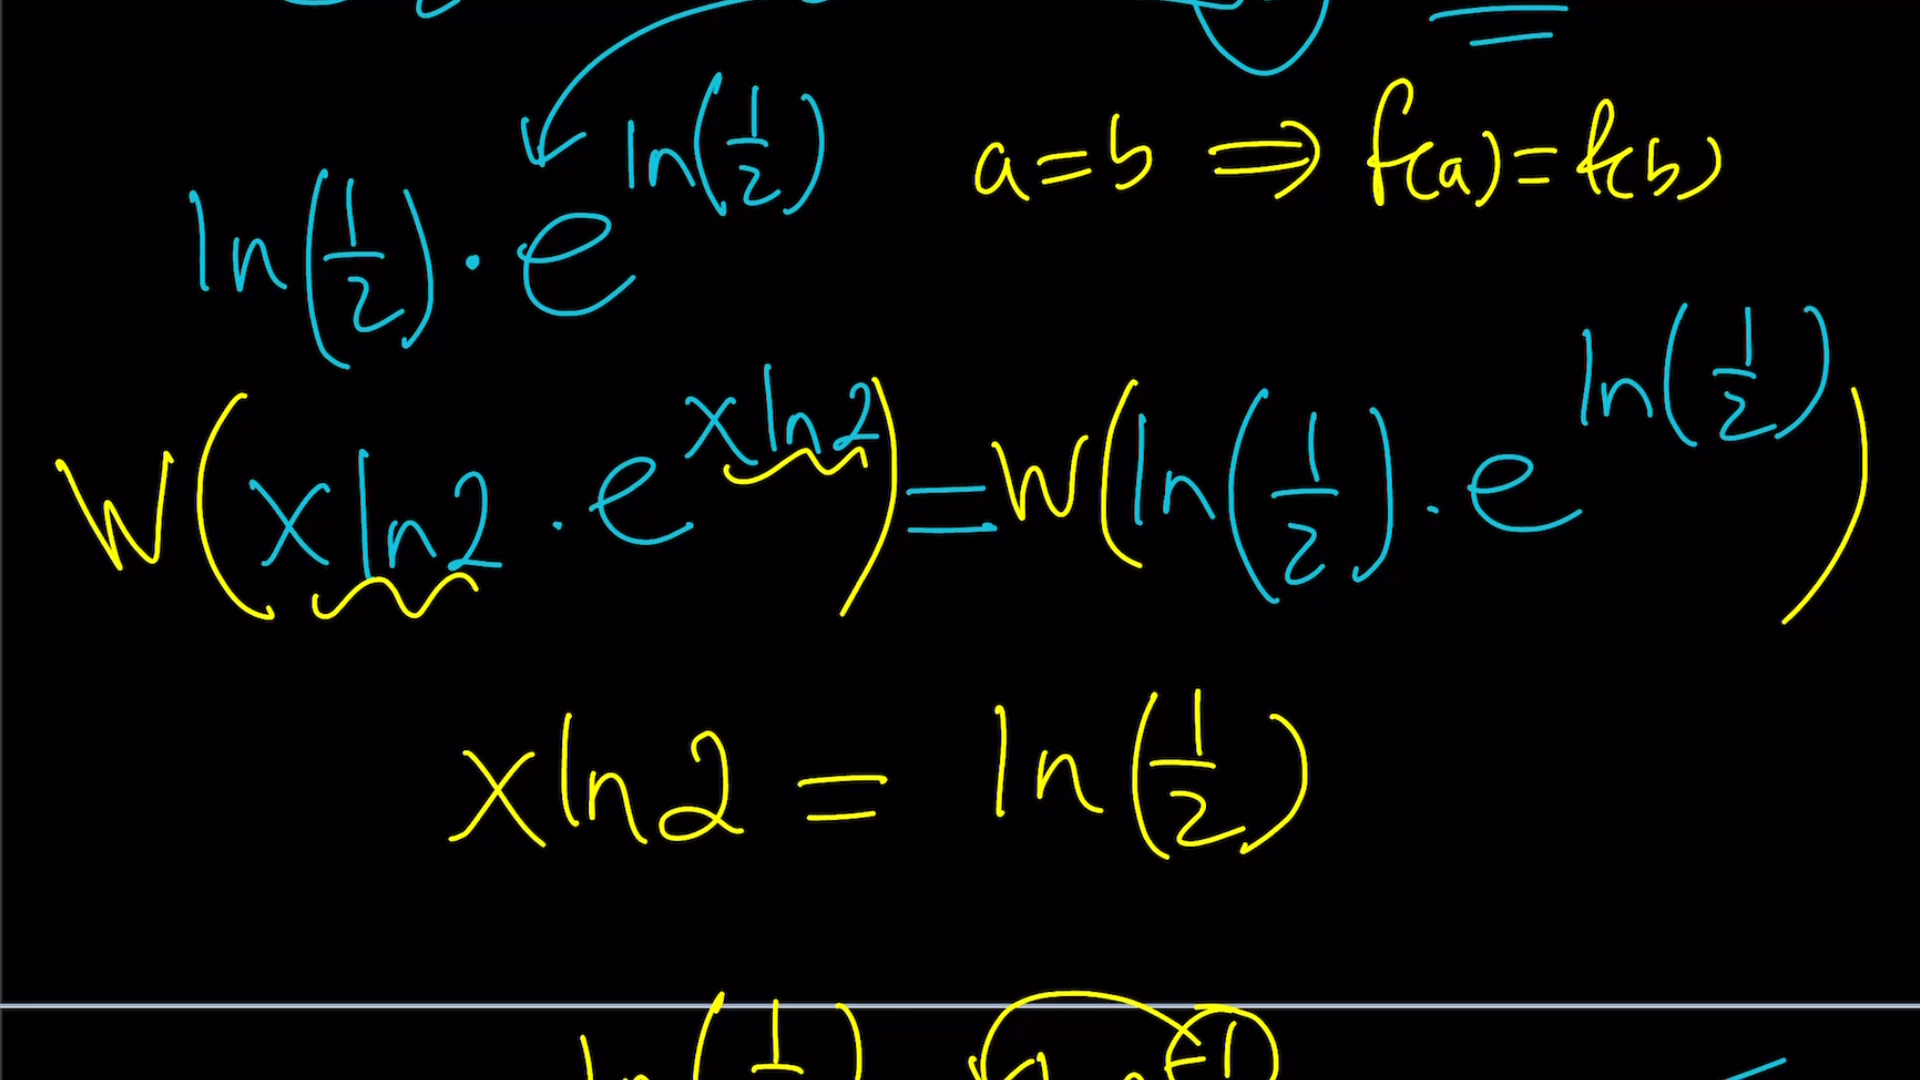 ln(1/2) · e^ln(1/2)
a = b ⟹ f(a) = f(b)
W(x ln2 · e^(x ln2)) = W(ln(1/2) · e^ln(1/2))
x ln2 = ln(1/2)